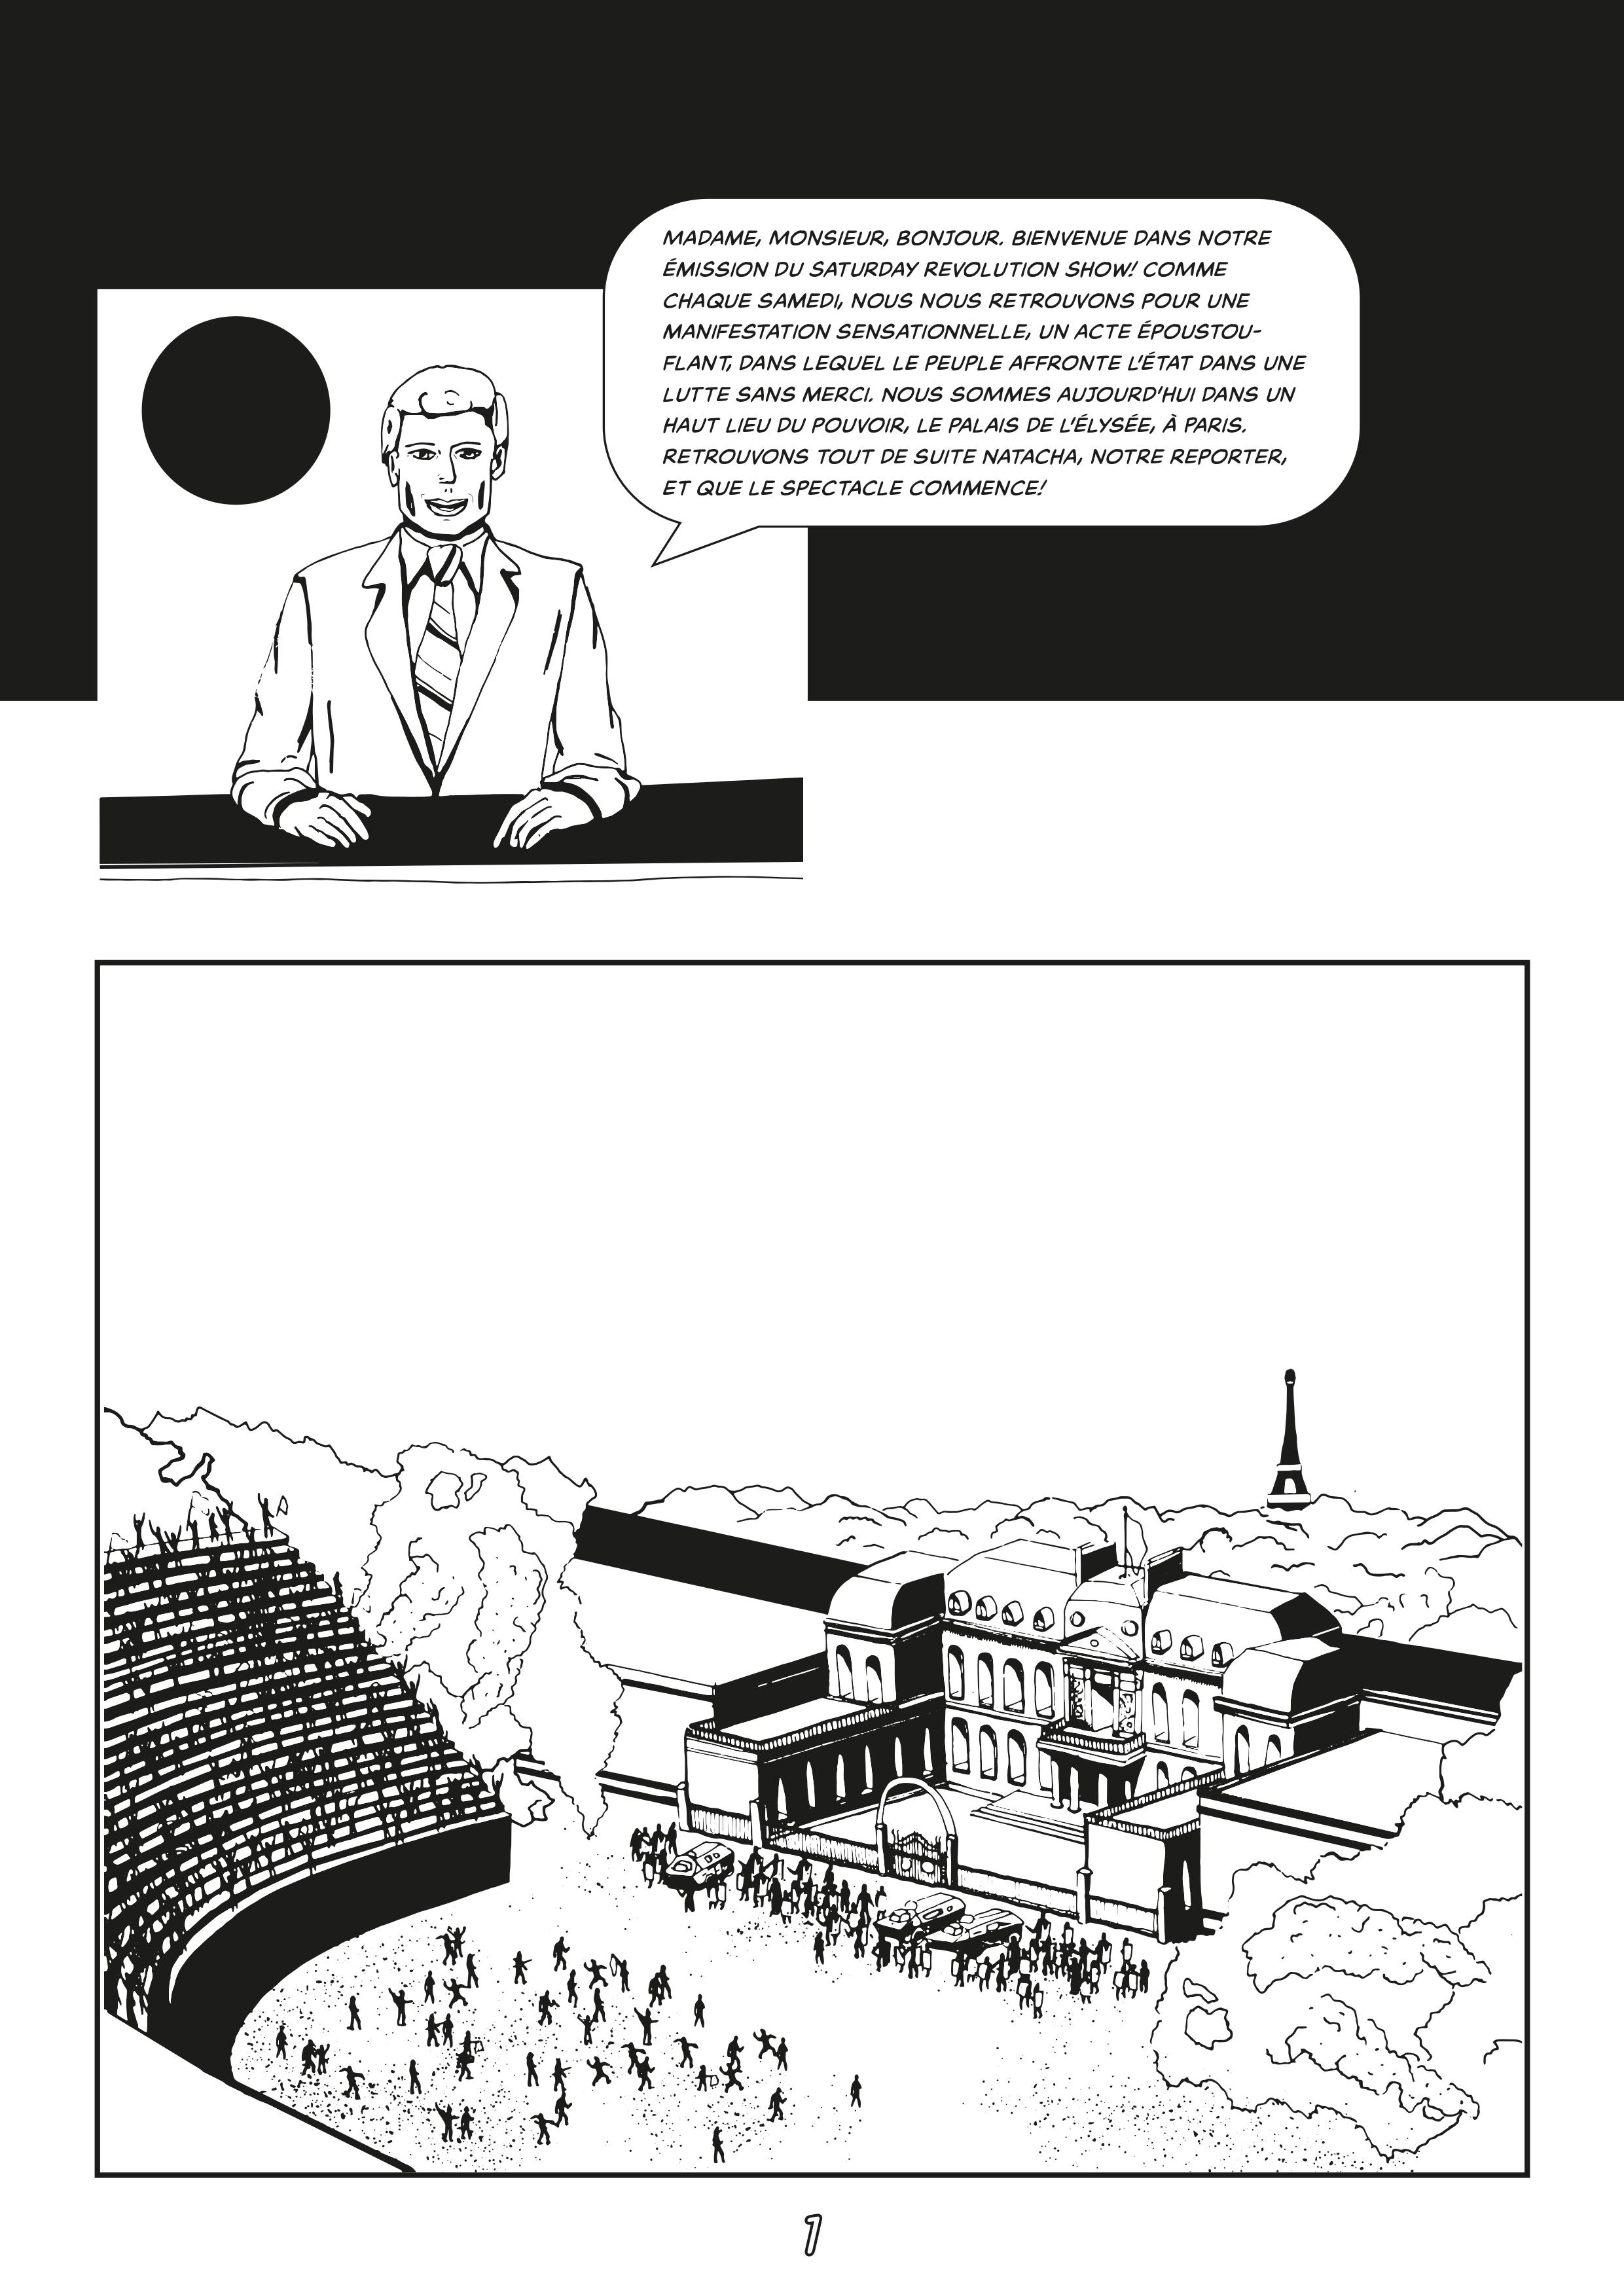 MADAME, MONSIEUR, BONJOUR. BIENVENUE DANS NOTRE
ÉMISSION DU SATURDAY REVOLUTION SHOW! COMME
CHAQUE SAMEDI, NOUS NOUS RETROUVONS POUR UNE
MANIFESTATION SENSATIONNELLE, UN ACTE ÉPOUSTOU-
FLANT, DANS LEQUEL LE PEUPLE AFFRONTE L'ÉTAT DANS UNE
LUTTE SANS MERCI. NOUS SOMMES AUJOURD'HUI DANS UN
HAUT LIEU DU POUVOIR, LE PALAIS DE L'ÉLYSÉE, À PARIS.
RETROUVONS TOUT DE SUITE NATACHA, NOTRE REPORTER,
ET QUE LE SPECTACLE COMMENCE!
1